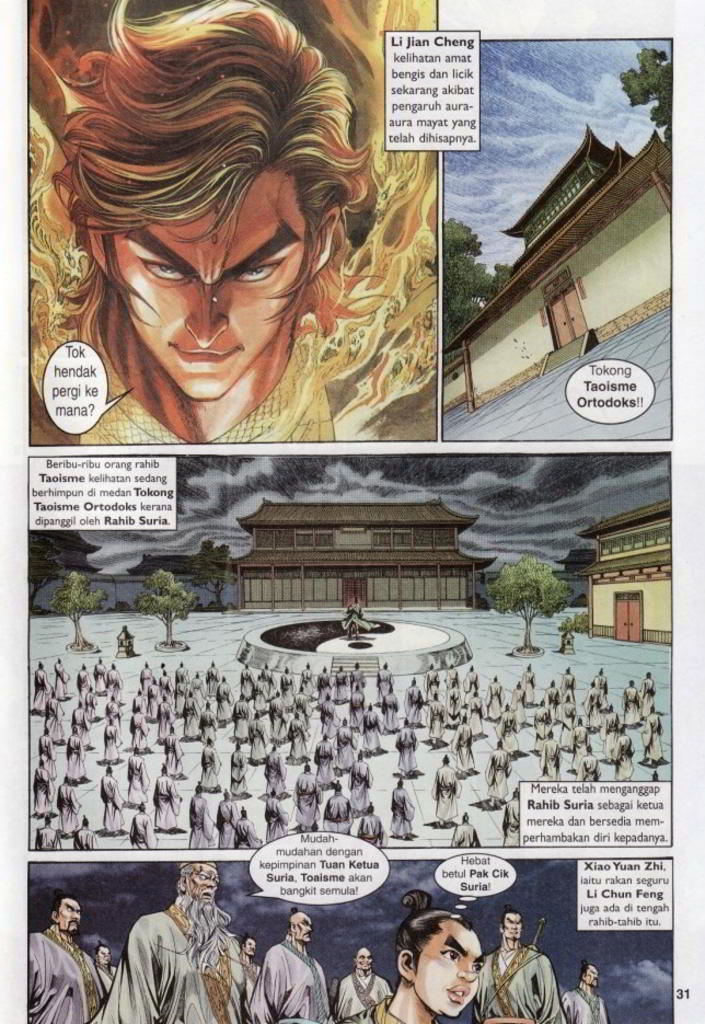 Li Jian Cheng
kelihatan amat
bengis dan licik
sekarang akibat
pengaruh aura-
aura mayat yang
telah dihisapnya.
Tok
hendak
pergi ke
mana?
Tokong
Taoisme
Ortodoks!!
Beribu-ribu orang rahib
Taoisme kelihatan sedang
berhimpun di medan Tokong
Taoisme Ortodoks kerana
dipanggil oleh Rahib Suria.
Mereka telah menganggap
Rahib Suria sebagai ketua
mereka dan bersedia mem-
perhambakan diri kepadanya.
Mudah-
mudahan dengan
kepimpinan Tuan Ketua
Suria, Toaisme akan
bangkit semula!
Hebat
betul Pak Cik
Suria!
Xiao Yuan Zhi,
iaitu rakan seguru
Li Chun Feng
juga ada di tengah
rahib-tahib itu.
31